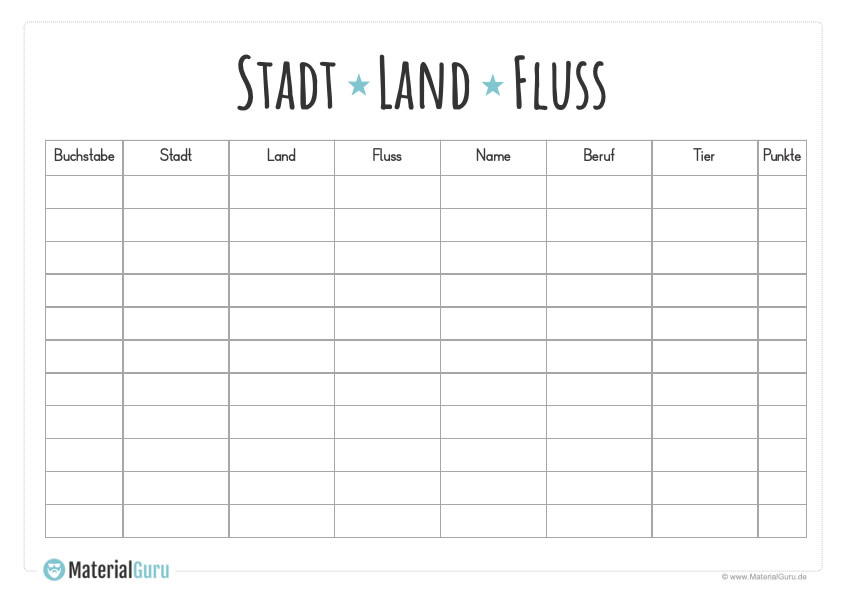 STADT ★ LAND ★ FLUSS
Buchstabe Stadt Land Fluss Name Beruf Tier Punkte
MaterialGuru
© www.MaterialGuru.de